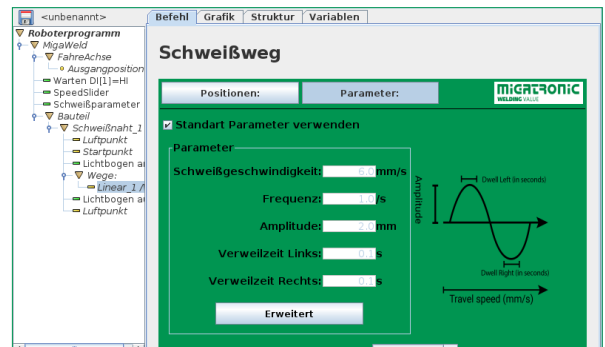 <unbenannt>
Befehl Grafik Struktur Variablen
Roboterprogramm
MigaWeld
FahreAchse
Ausgangposition
Warten DI[1]=HI
SpeedSlider
Schweißparameter
Bauteil
Schweißnaht_1
Luftpunkt
Startpunkt
Lichtbogen a
Wege:
Linear_1
Lichtbogen a
Luftpunkt
Schweißweg
Positionen: Parameter:
MIGATRONIC
WELDING VALUE
Standart Parameter verwenden
Parameter
Schweißgeschwindigkeit: 6.0 mm/s
Frequenz: 1.0 /s
Amplitude: 2.0 mm
Verweilzeit Links: 0.1 s
Verweilzeit Rechts: 0.1 s
Erweitert
Amplitude
Dwell Left (in seconds)
Dwell Right (in seconds)
Travel speed (mm/s)